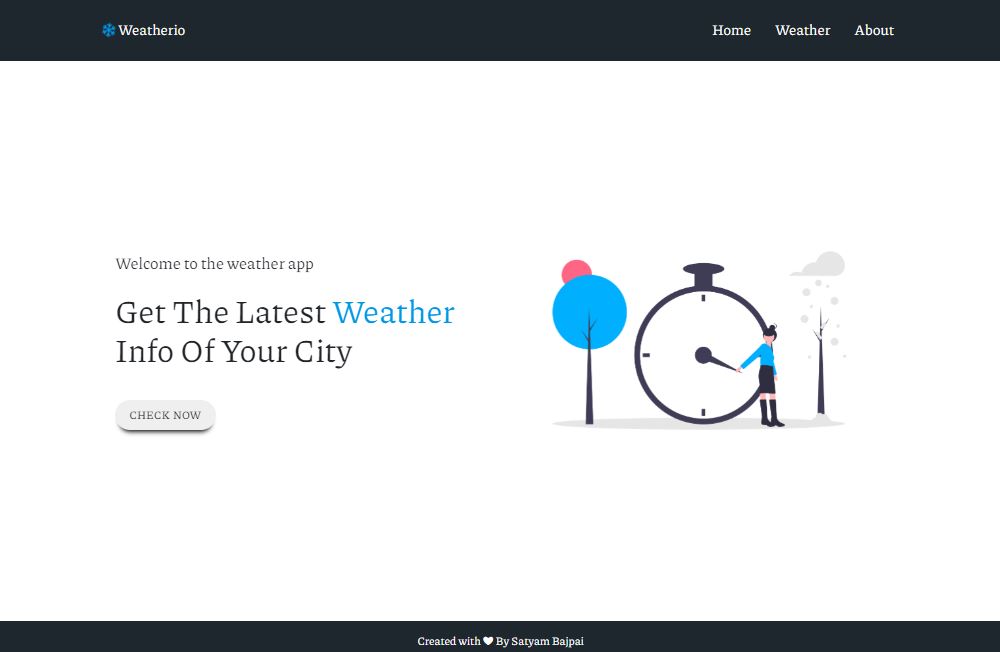 ❄️ Weatherio
Home Weather About
Welcome to the weather app
Get The Latest Weather
Info Of Your City
CHECK NOW
Created with ❤ By Satyam Bajpai